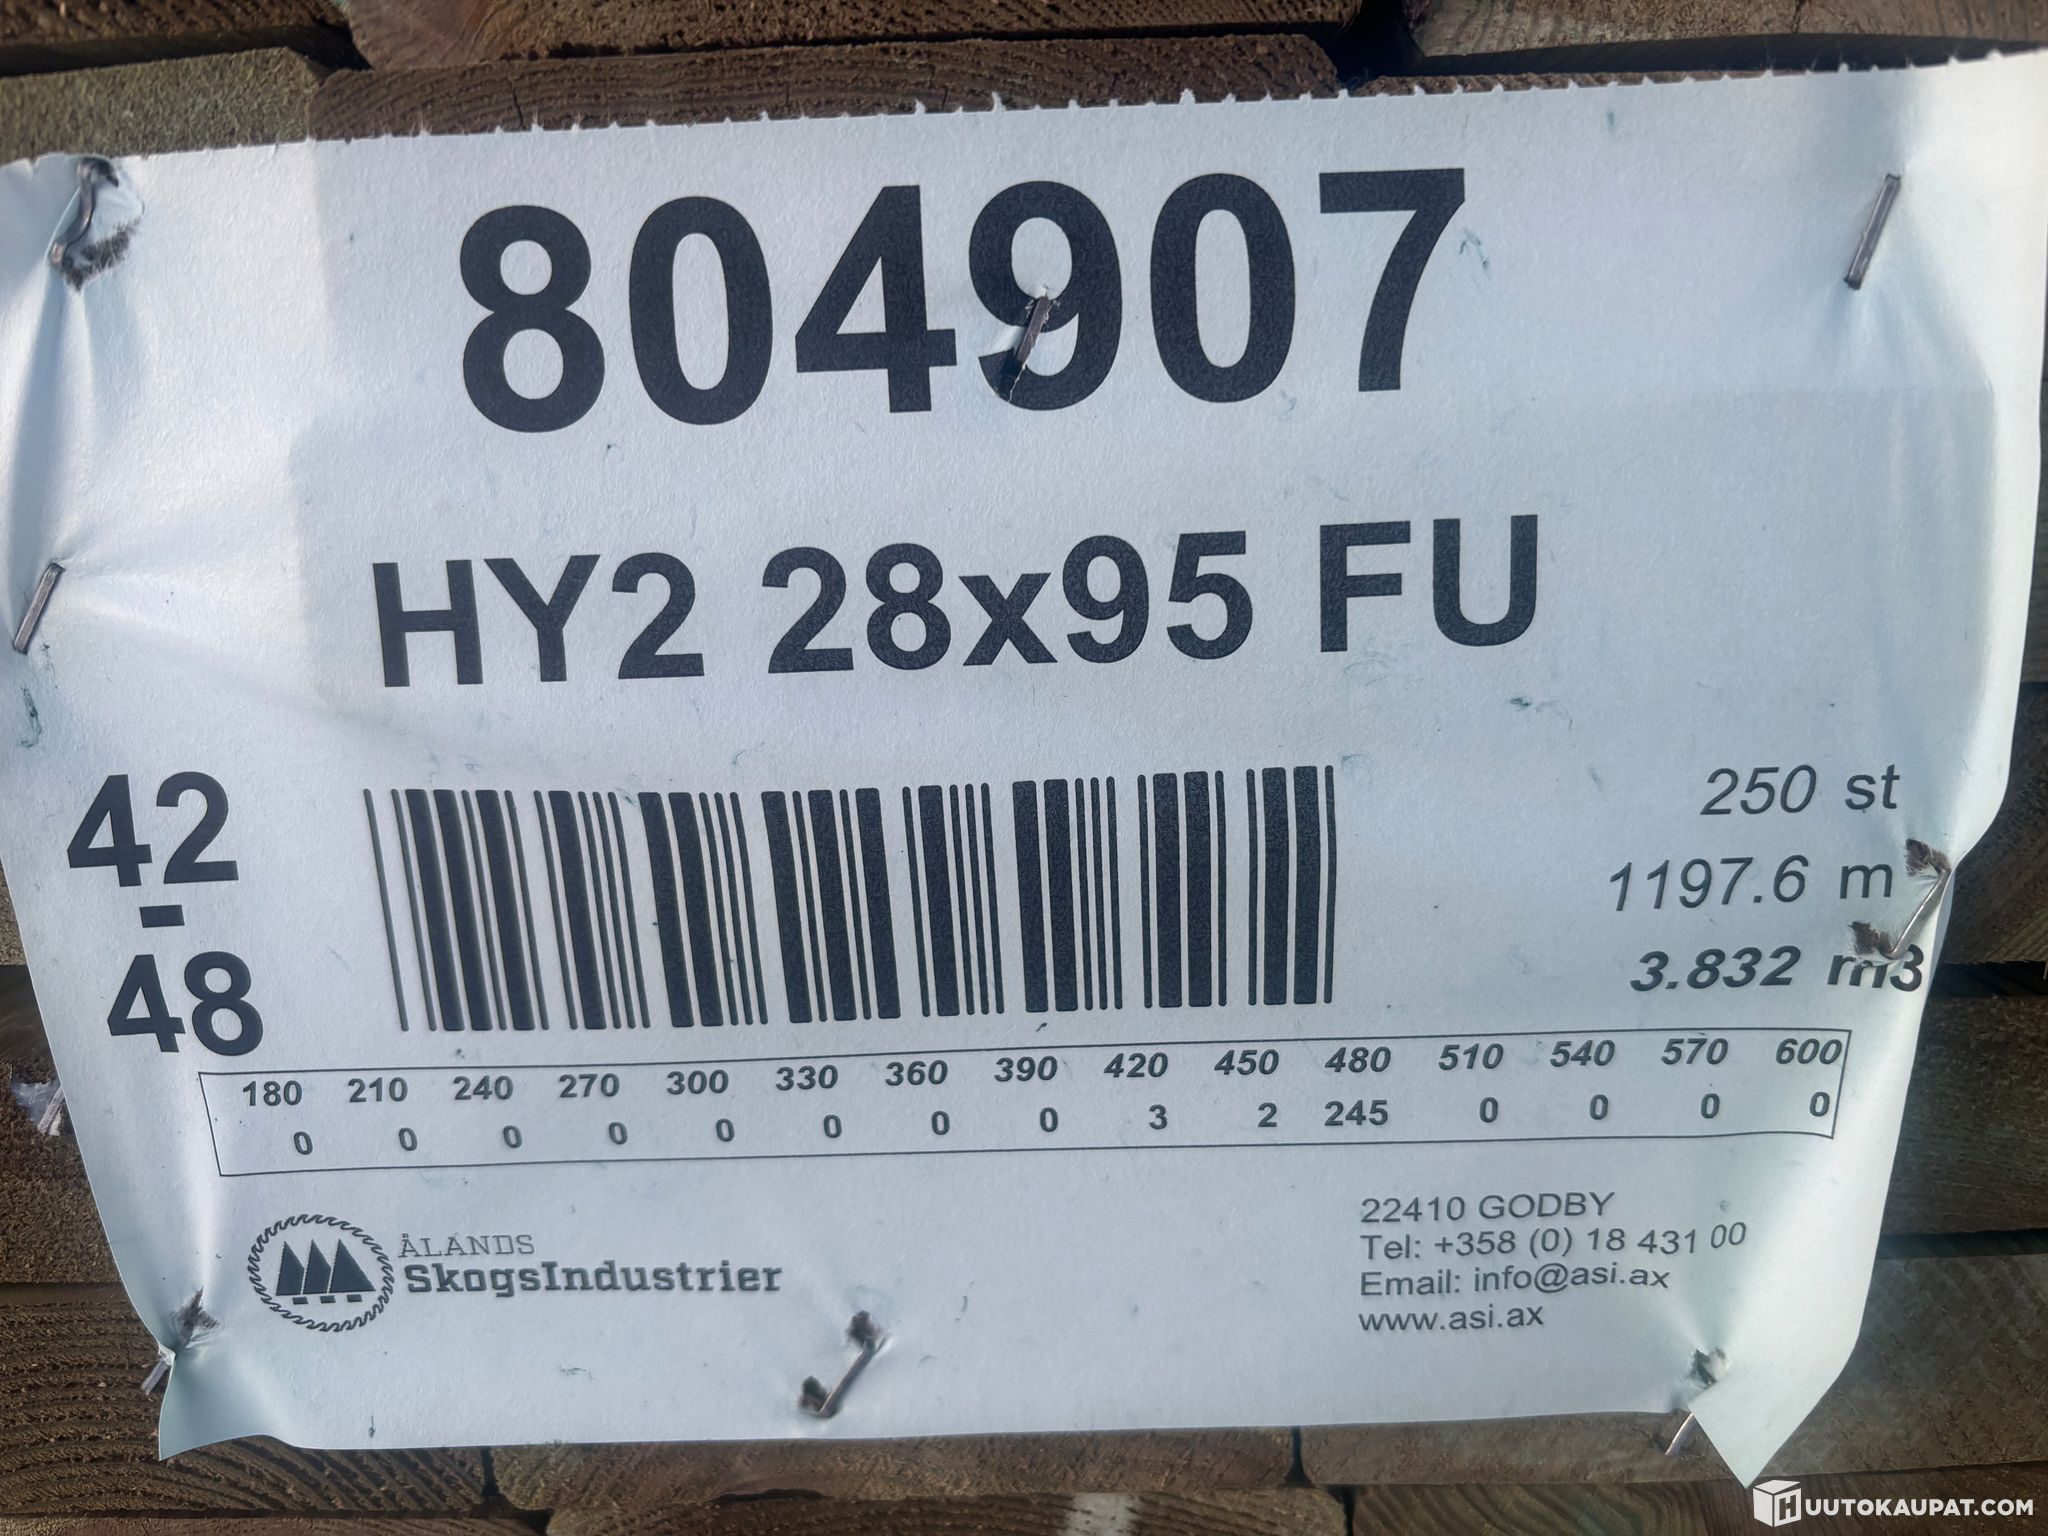 804907
HY2 28x95 FU
42
-
48
250 st
1197.6 m
3.832 m3
180 210 240 270 300 330 360 390 420 450 480 510 540 570 600
0 0 0 0 0 0 0 0 3 2 245 0 0 0 0
ÅLANDS
SkogsIndustrier
22410 GODBY
Tel: +358 (0) 18 431 00
Email: info@asi.ax
www.asi.ax
HUUTOKAUPAT.COM